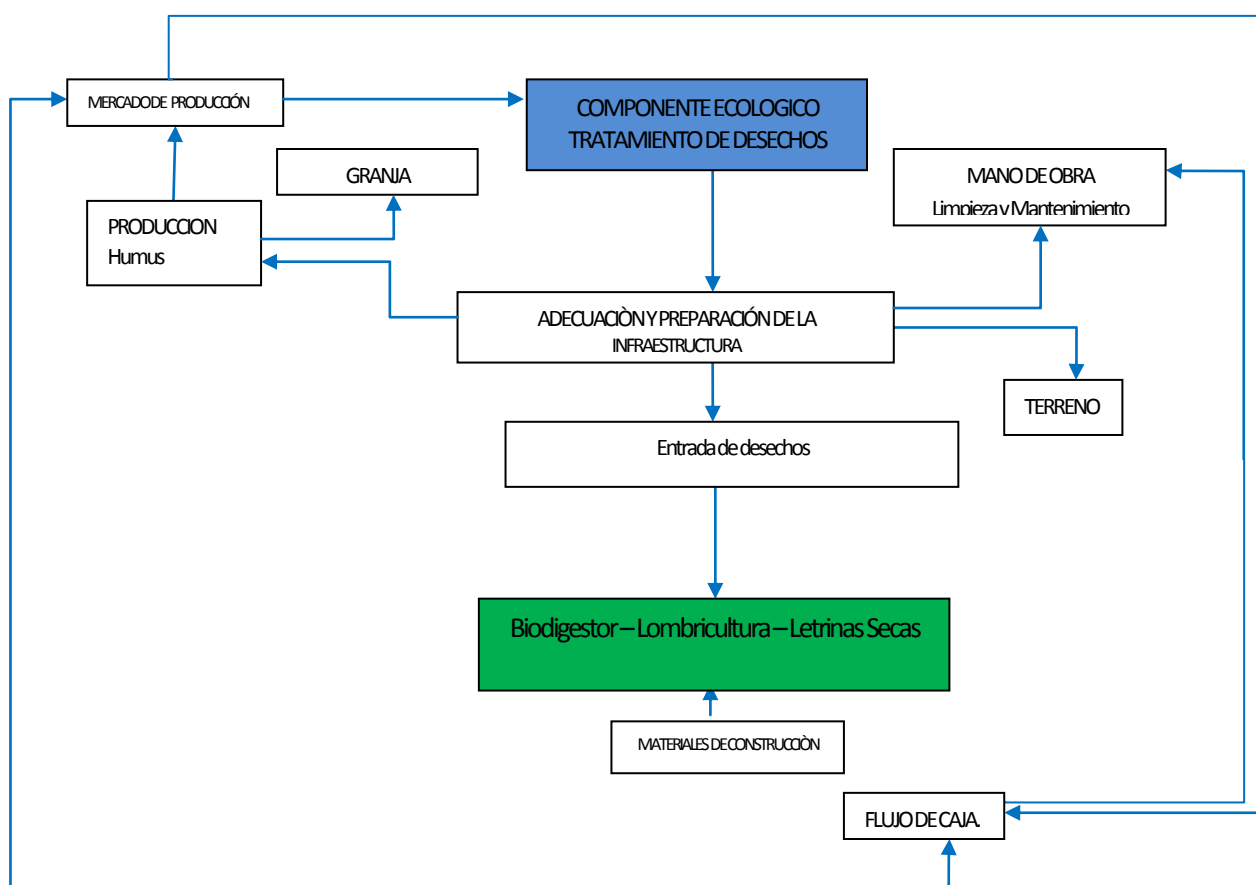 MERCADO DE PRODUCCIÓN
COMPONENTE ECOLOGICO
TRATAMIENTO DE DESECHOS
GRANJA
MANO DE OBRA
Limpieza y Mantenimiento
PRODUCCION
Humus
ADECUACIÒN Y PREPARACIÓN DE LA
INFRAESTRUCTURA
TERRENO
Entrada de desechos
Biodigestor – Lombricultura – Letrinas Secas
MATERIALES DE CONSTRUCCIÒN
FLUJO DE CAJA.